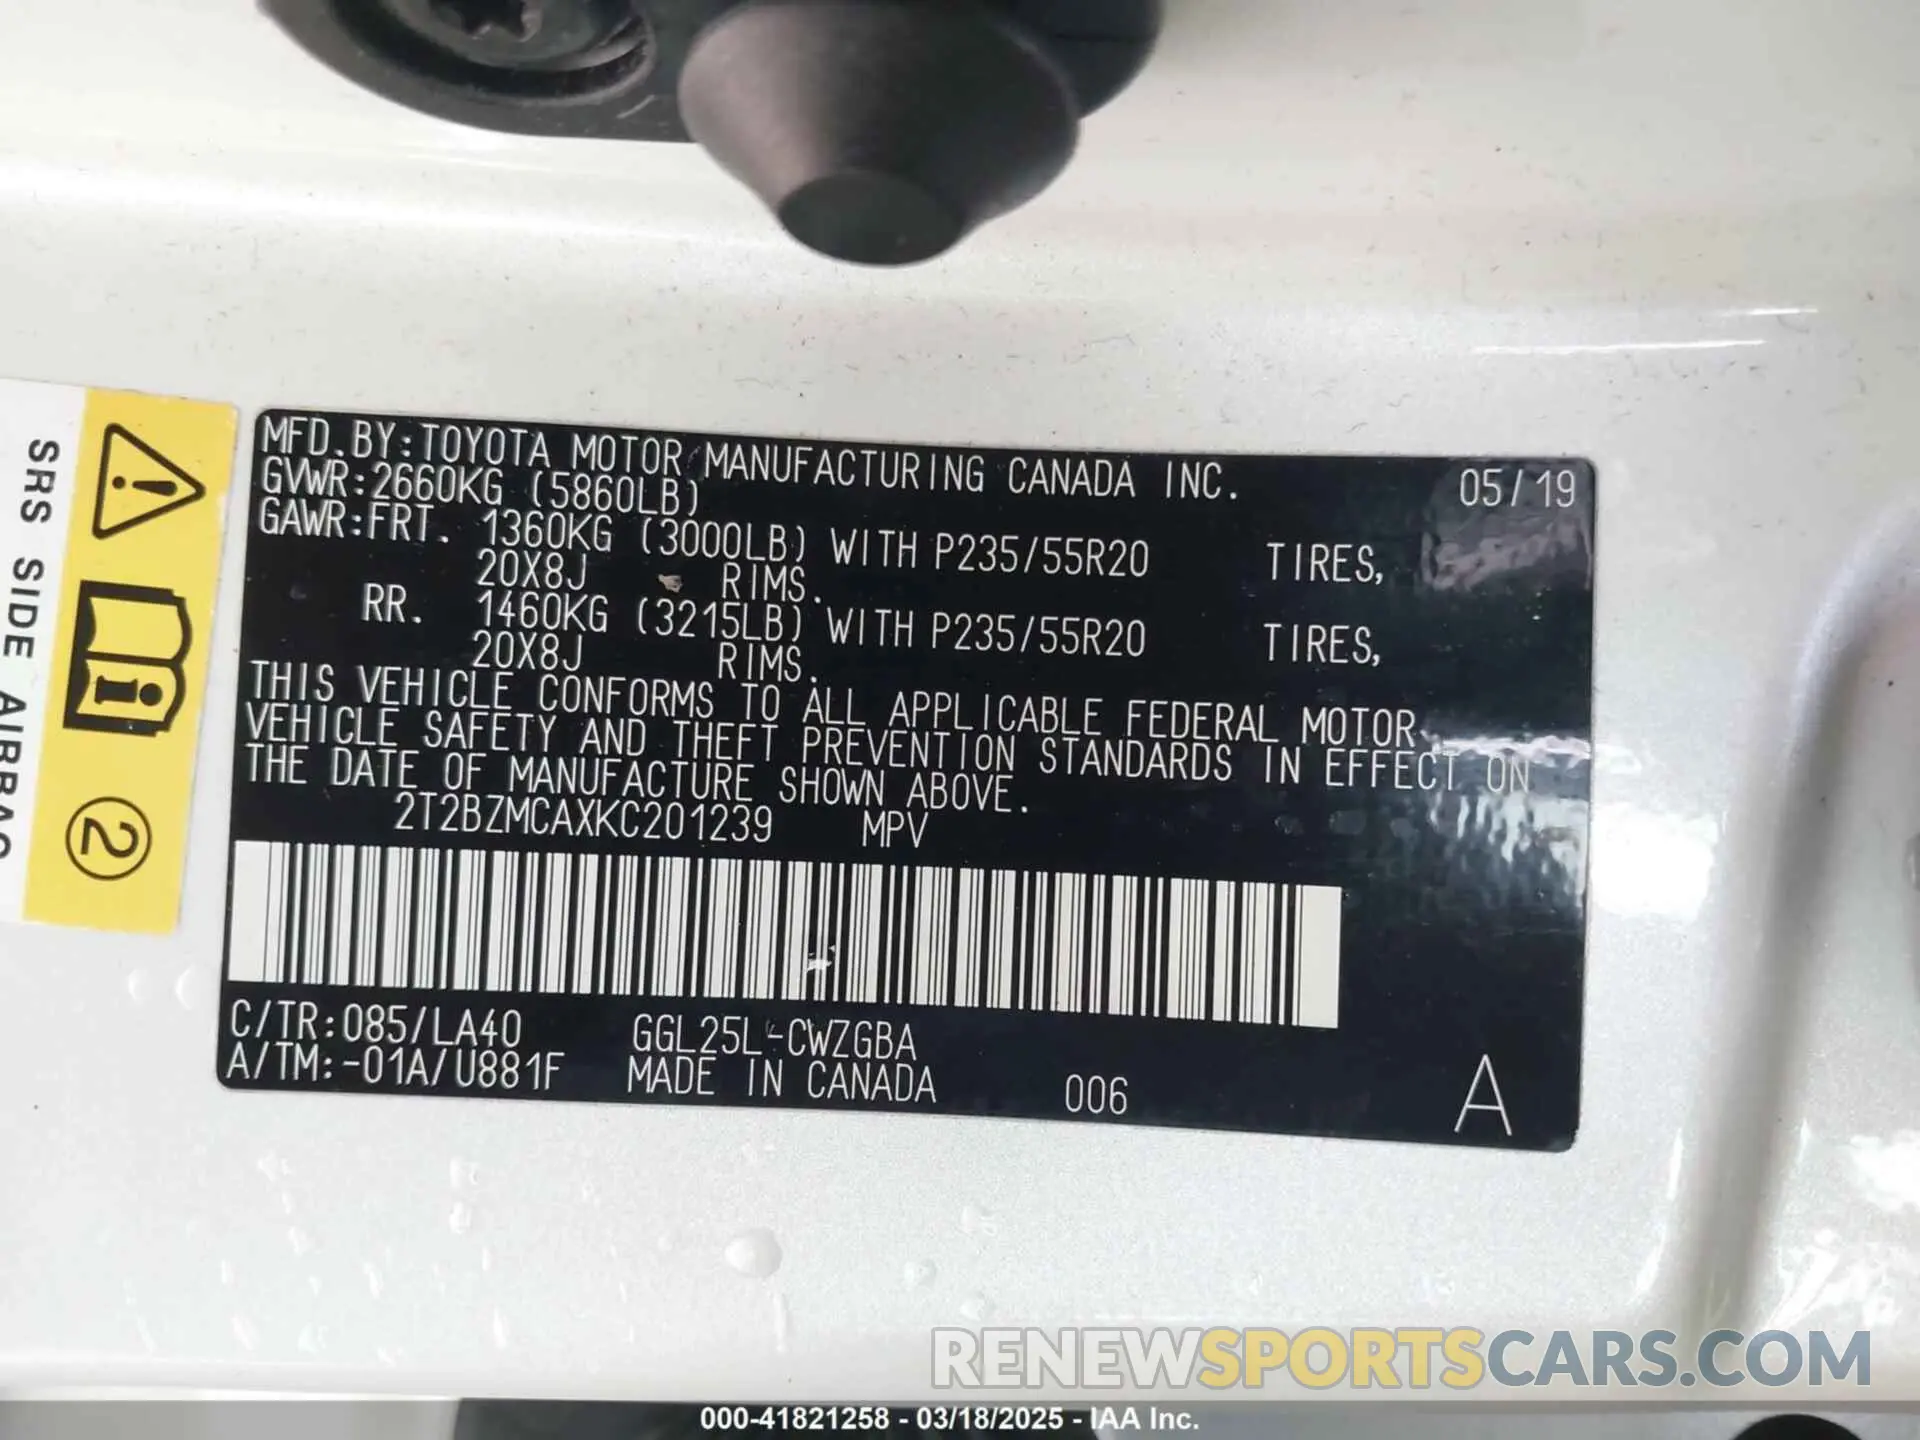 MFD.BY:TOYOTA MOTOR MANUFACTURING CANADA INC. 05/19
GVWR:2660KG (5860LB)
GAWR:FRT. 1360KG (3000LB) WITH P235/55R20 TIRES,
20X8J RIMS.
RR. 1460KG (3215LB) WITH P235/55R20 TIRES,
20X8J RIMS.
THIS VEHICLE CONFORMS TO ALL APPLICABLE FEDERAL MOTOR
VEHICLE SAFETY AND THEFT PREVENTION STANDARDS IN EFFECT ON
THE DATE OF MANUFACTURE SHOWN ABOVE.
2T2BZMCAXKC201239 MPV
C/TR:085/LA40 GGL25L-CWZGBA
A/TM:-01A/U881F MADE IN CANADA 006 A
SRS SIDE AIRBAG
2
RENEWSPORTSCARS.COM
000-41821258 - 03/18/2025 - IAA Inc.